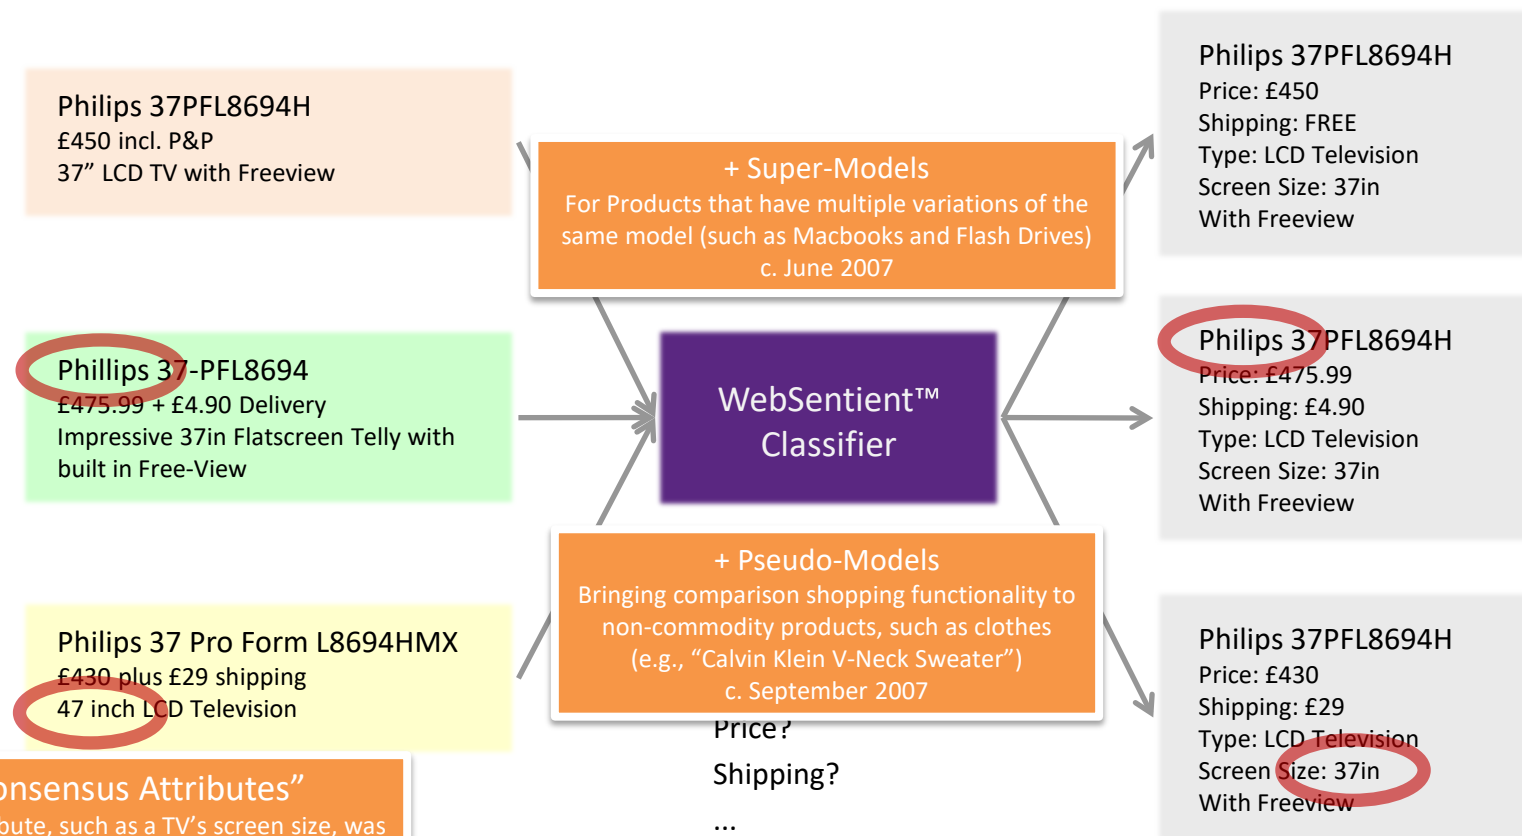 Philips 37PFL8694H
£450 incl. P&P
37” LCD TV with Freeview
Phillips 37-PFL8694
£475.99 + £4.90 Delivery
Impressive 37in Flatscreen Telly with
built in Free-View
Philips 37 Pro Form L8694HMX
£430 plus £29 shipping
47 inch LCD Television
onsensus Attributes”
bute, such as a TV’s screen size, was
+ Super-Models
For Products that have multiple variations of the
same model (such as Macbooks and Flash Drives)
c. June 2007
WebSentient™
Classifier
+ Pseudo-Models
Bringing comparison shopping functionality to
non-commodity products, such as clothes
(e.g., “Calvin Klein V-Neck Sweater”)
c. September 2007
Price?
Shipping?
...
Philips 37PFL8694H
Price: £450
Shipping: FREE
Type: LCD Television
Screen Size: 37in
With Freeview
Philips 37PFL8694H
Price: £475.99
Shipping: £4.90
Type: LCD Television
Screen Size: 37in
With Freeview
Philips 37PFL8694H
Price: £430
Shipping: £29
Type: LCD Television
Screen Size: 37in
With Freeview